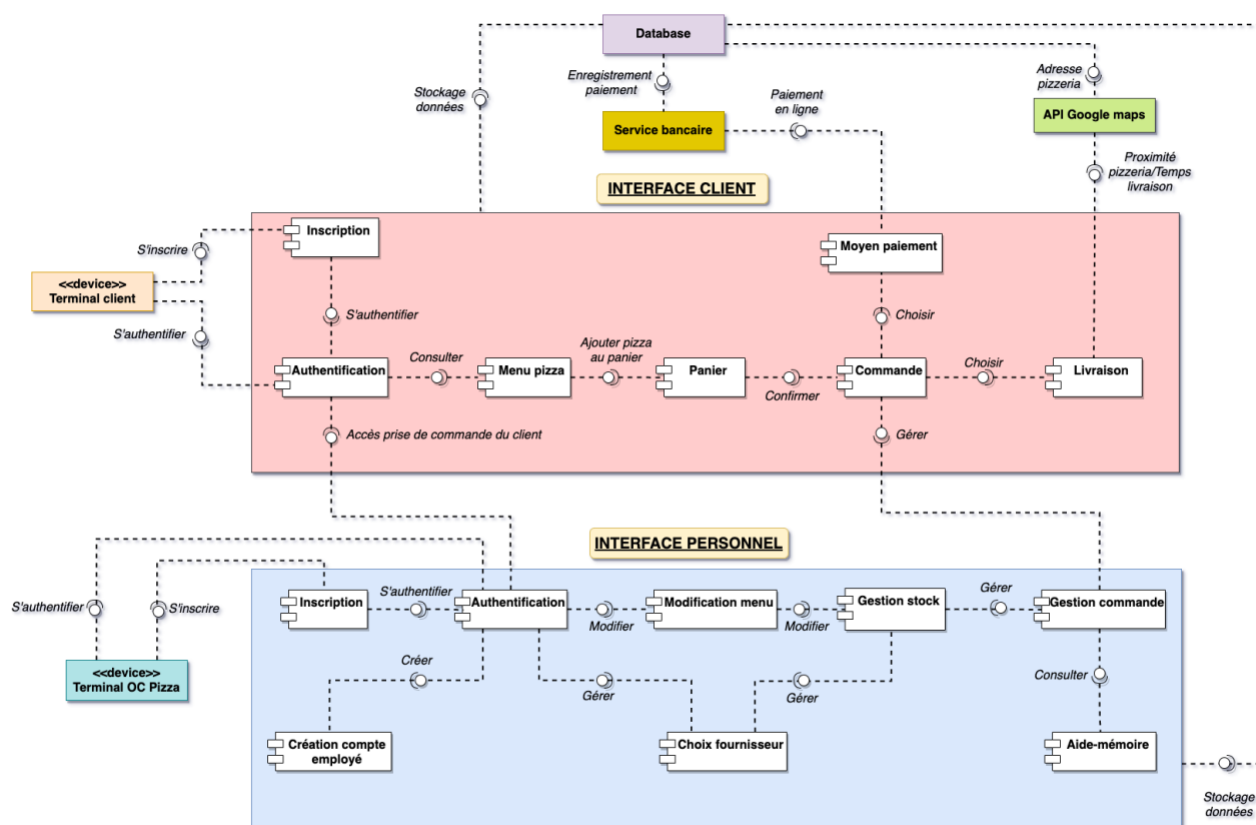 Database
Enregistrement
paiement
Adresse
pizzeria
Stockage
données
Paiement
en ligne
API Google maps
Service bancaire
Proximité
pizzeria/Temps
livraison
INTERFACE CLIENT
Inscription
Moyen paiement
S'inscrire
<<device>>
Terminal client
S'authentifier
Choisir
S'authentifier
Consulter
Ajouter pizza
au panier
Choisir
Authentification
Menu pizza
Panier
Commande
Livraison
Confirmer
Accès prise de commande du client
Gérer
INTERFACE PERSONNEL
S'authentifier
S'inscrire
Inscription
S'authentifier
Authentification
Modifier
Modification menu
Modifier
Gestion stock
Gérer
Gestion commande
<<device>>
Terminal OC Pizza
Créer
Gérer
Gérer
Consulter
Création compte
employé
Choix fournisseur
Aide-mémoire
Stockage
données